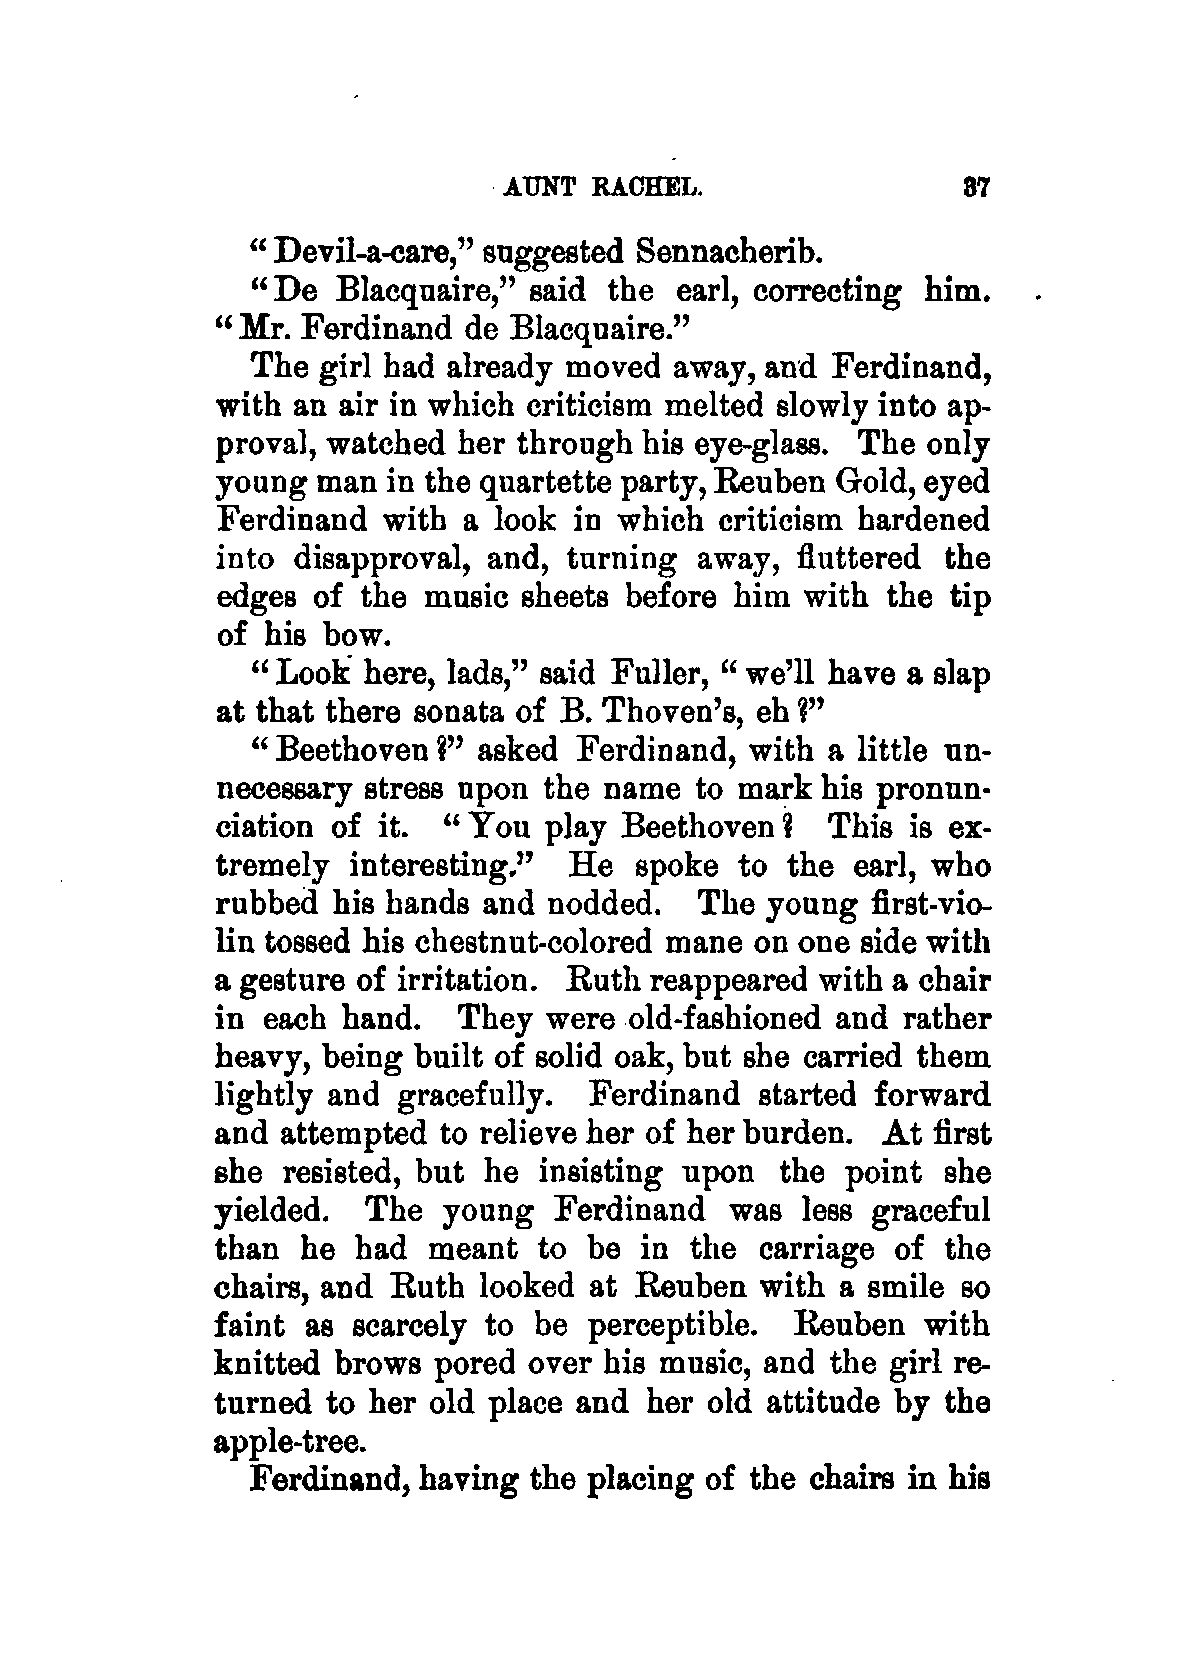 AUNT RACHEL. 37
"Devil-a-care," suggested Sennacherib.
"De Blacquaire," said the earl, correcting him.
"Mr. Ferdinand de Blacquaire."
The girl had already moved away, and Ferdinand,
with an air in which criticism melted slowly into ap-
proval, watched her through his eye-glass. The only
young man in the quartette party, Reuben Gold, eyed
Ferdinand with a look in which criticism hardened
into disapproval, and, turning away, fluttered the
edges of the music sheets before him with the tip
of his bow.
"Look here, lads," said Fuller, "we'll have a slap
at that there sonata of B. Thoven's, eh?"
"Beethoven?" asked Ferdinand, with a little un-
necessary stress upon the name to mark his pronun-
ciation of it. "You play Beethoven? This is ex-
tremely interesting." He spoke to the earl, who
rubbed his hands and nodded. The young first-vio-
lin tossed his chestnut-colored mane on one side with
a gesture of irritation. Ruth reappeared with a chair
in each hand. They were old-fashioned and rather
heavy, being built of solid oak, but she carried them
lightly and gracefully. Ferdinand started forward
and attempted to relieve her of her burden. At first
she resisted, but he insisting upon the point she
yielded. The young Ferdinand was less graceful
than he had meant to be in the carriage of the
chairs, and Ruth looked at Reuben with a smile so
faint as scarcely to be perceptible. Reuben with
knitted brows pored over his music, and the girl re-
turned to her old place and her old attitude by the
apple-tree.
Ferdinand, having the placing of the chairs in his